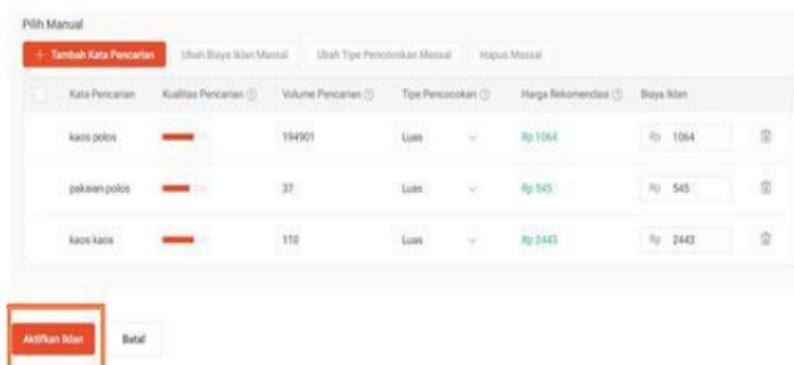 Pilih Manual
+ Tambah Kata Pencarian Ubah Biaya Iklan Massal Ubah Tipe Pencocokan Massal Hapus Massal
Kata Pencarian Kualitas Pencarian Volume Pencarian Tipe Pencocokan Harga Rekomendasi Biaya Iklan
kaos polos 194901 Luas Rp 1064 Rp 1064
pakaian polos 37 Luas Rp 545 Rp 545
kaos kaos 110 Luas Rp 2443 Rp 2443
Aktifkan Iklan Batal